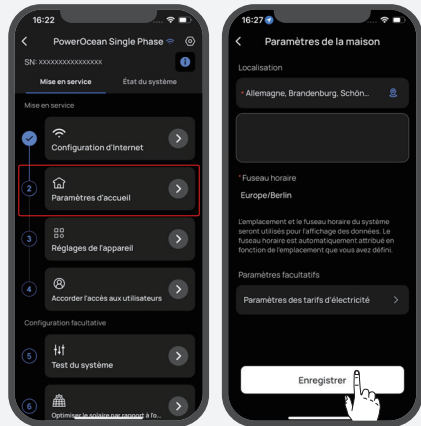 16:22
PowerOcean Single Phase
SN: XXXXXXXXXXXXXXX
Mise en service
État du système
Mise en service
Configuration d'Internet
2
Paramètres d'accueil
3
Réglages de l'appareil
4
Accorder l'accès aux utilisateurs
Configuration facultative
5
Test du système
6
Optimiser le solaire par rapport à l'o...
16:27
Paramètres de la maison
Localisation
* Allemagne, Brandenburg, Schön...
* Fuseau horaire
Europe/Berlin
L'emplacement et le fuseau horaire du système
seront utilisés pour l'affichage des données. Le
fuseau horaire est automatiquement attribué en
fonction de l'emplacement que vous avez défini.
Paramètres facultatifs
Paramètres des tarifs d'électricité
Enregistrer